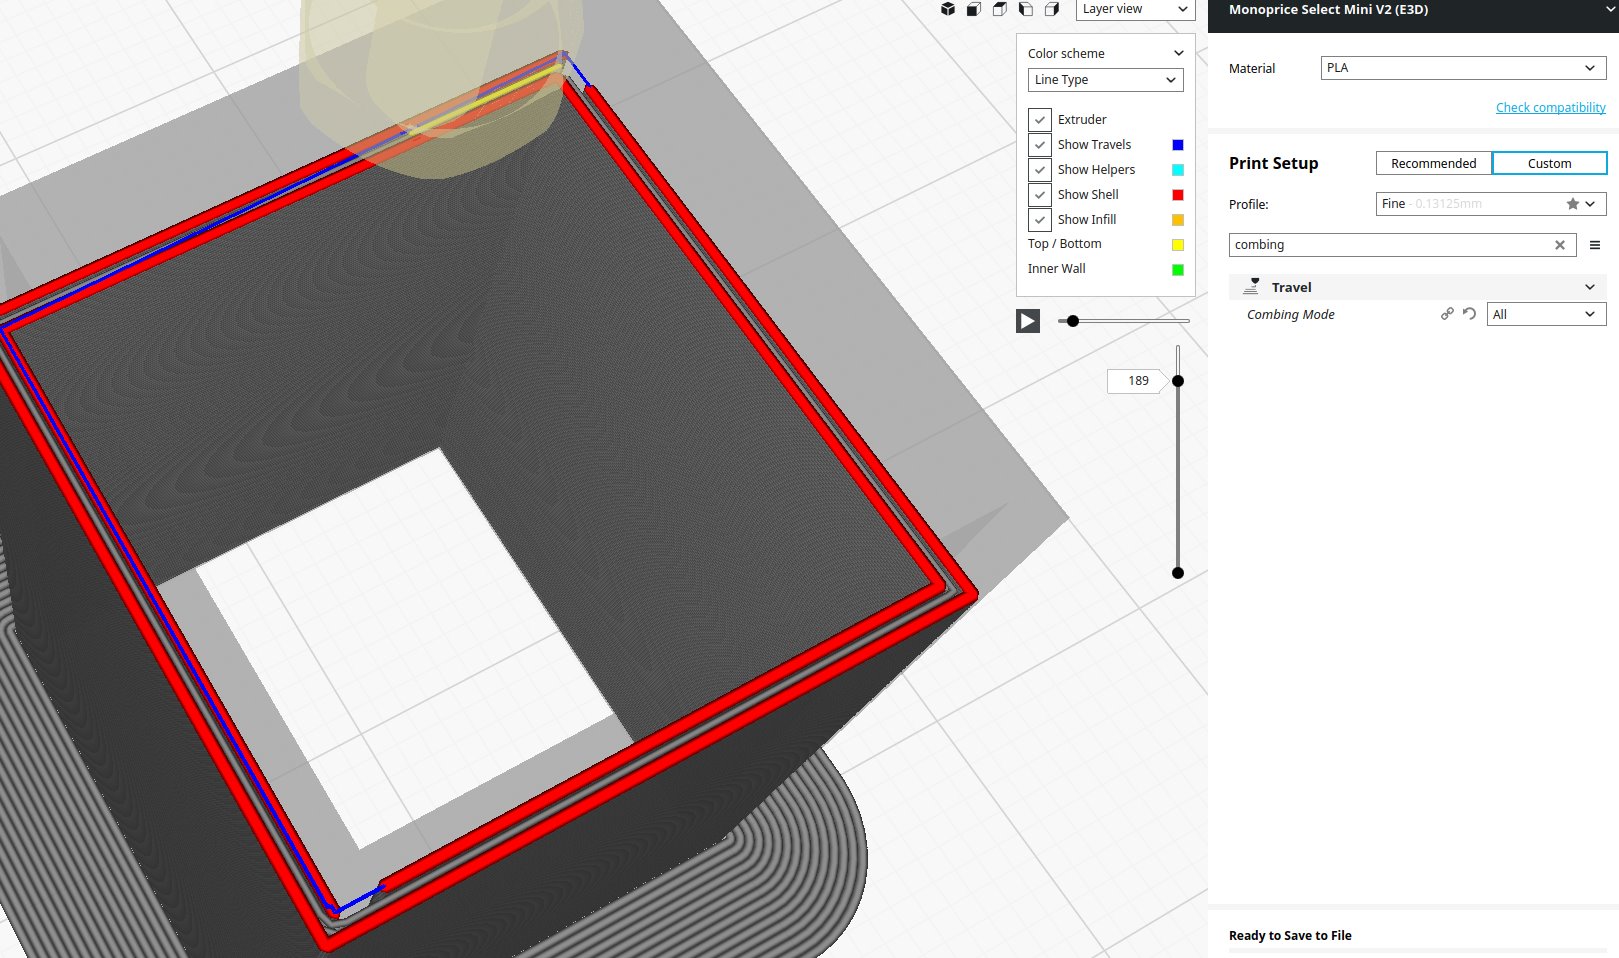 Layer view
Monoprice Select Mini V2 (E3D)
Color scheme
Line Type
Extruder
Show Travels
Show Helpers
Show Shell
Show Infill
Top / Bottom
Inner Wall
189
Material
PLA
Check compatibility
Print Setup
Recommended
Custom
Profile:
Fine - 0.13125mm
combing
Travel
Combing Mode
All
Ready to Save to File